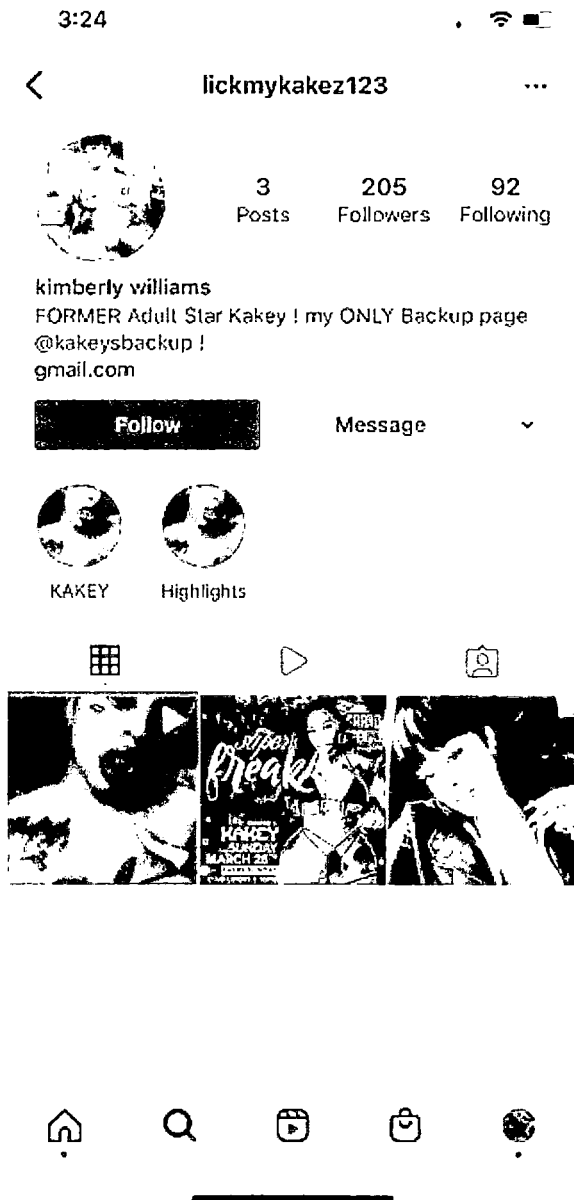 3:24
lickmykakez123
3 205 92
Posts Followers Following
kimberly williams
FORMER Adult Star Kakey ! my ONLY Backup page
@kakeysbackup !
gmail.com
Follow Message
KAKEY Highlights
freak
KAKEY
SUNDAY
MARCH 28TH